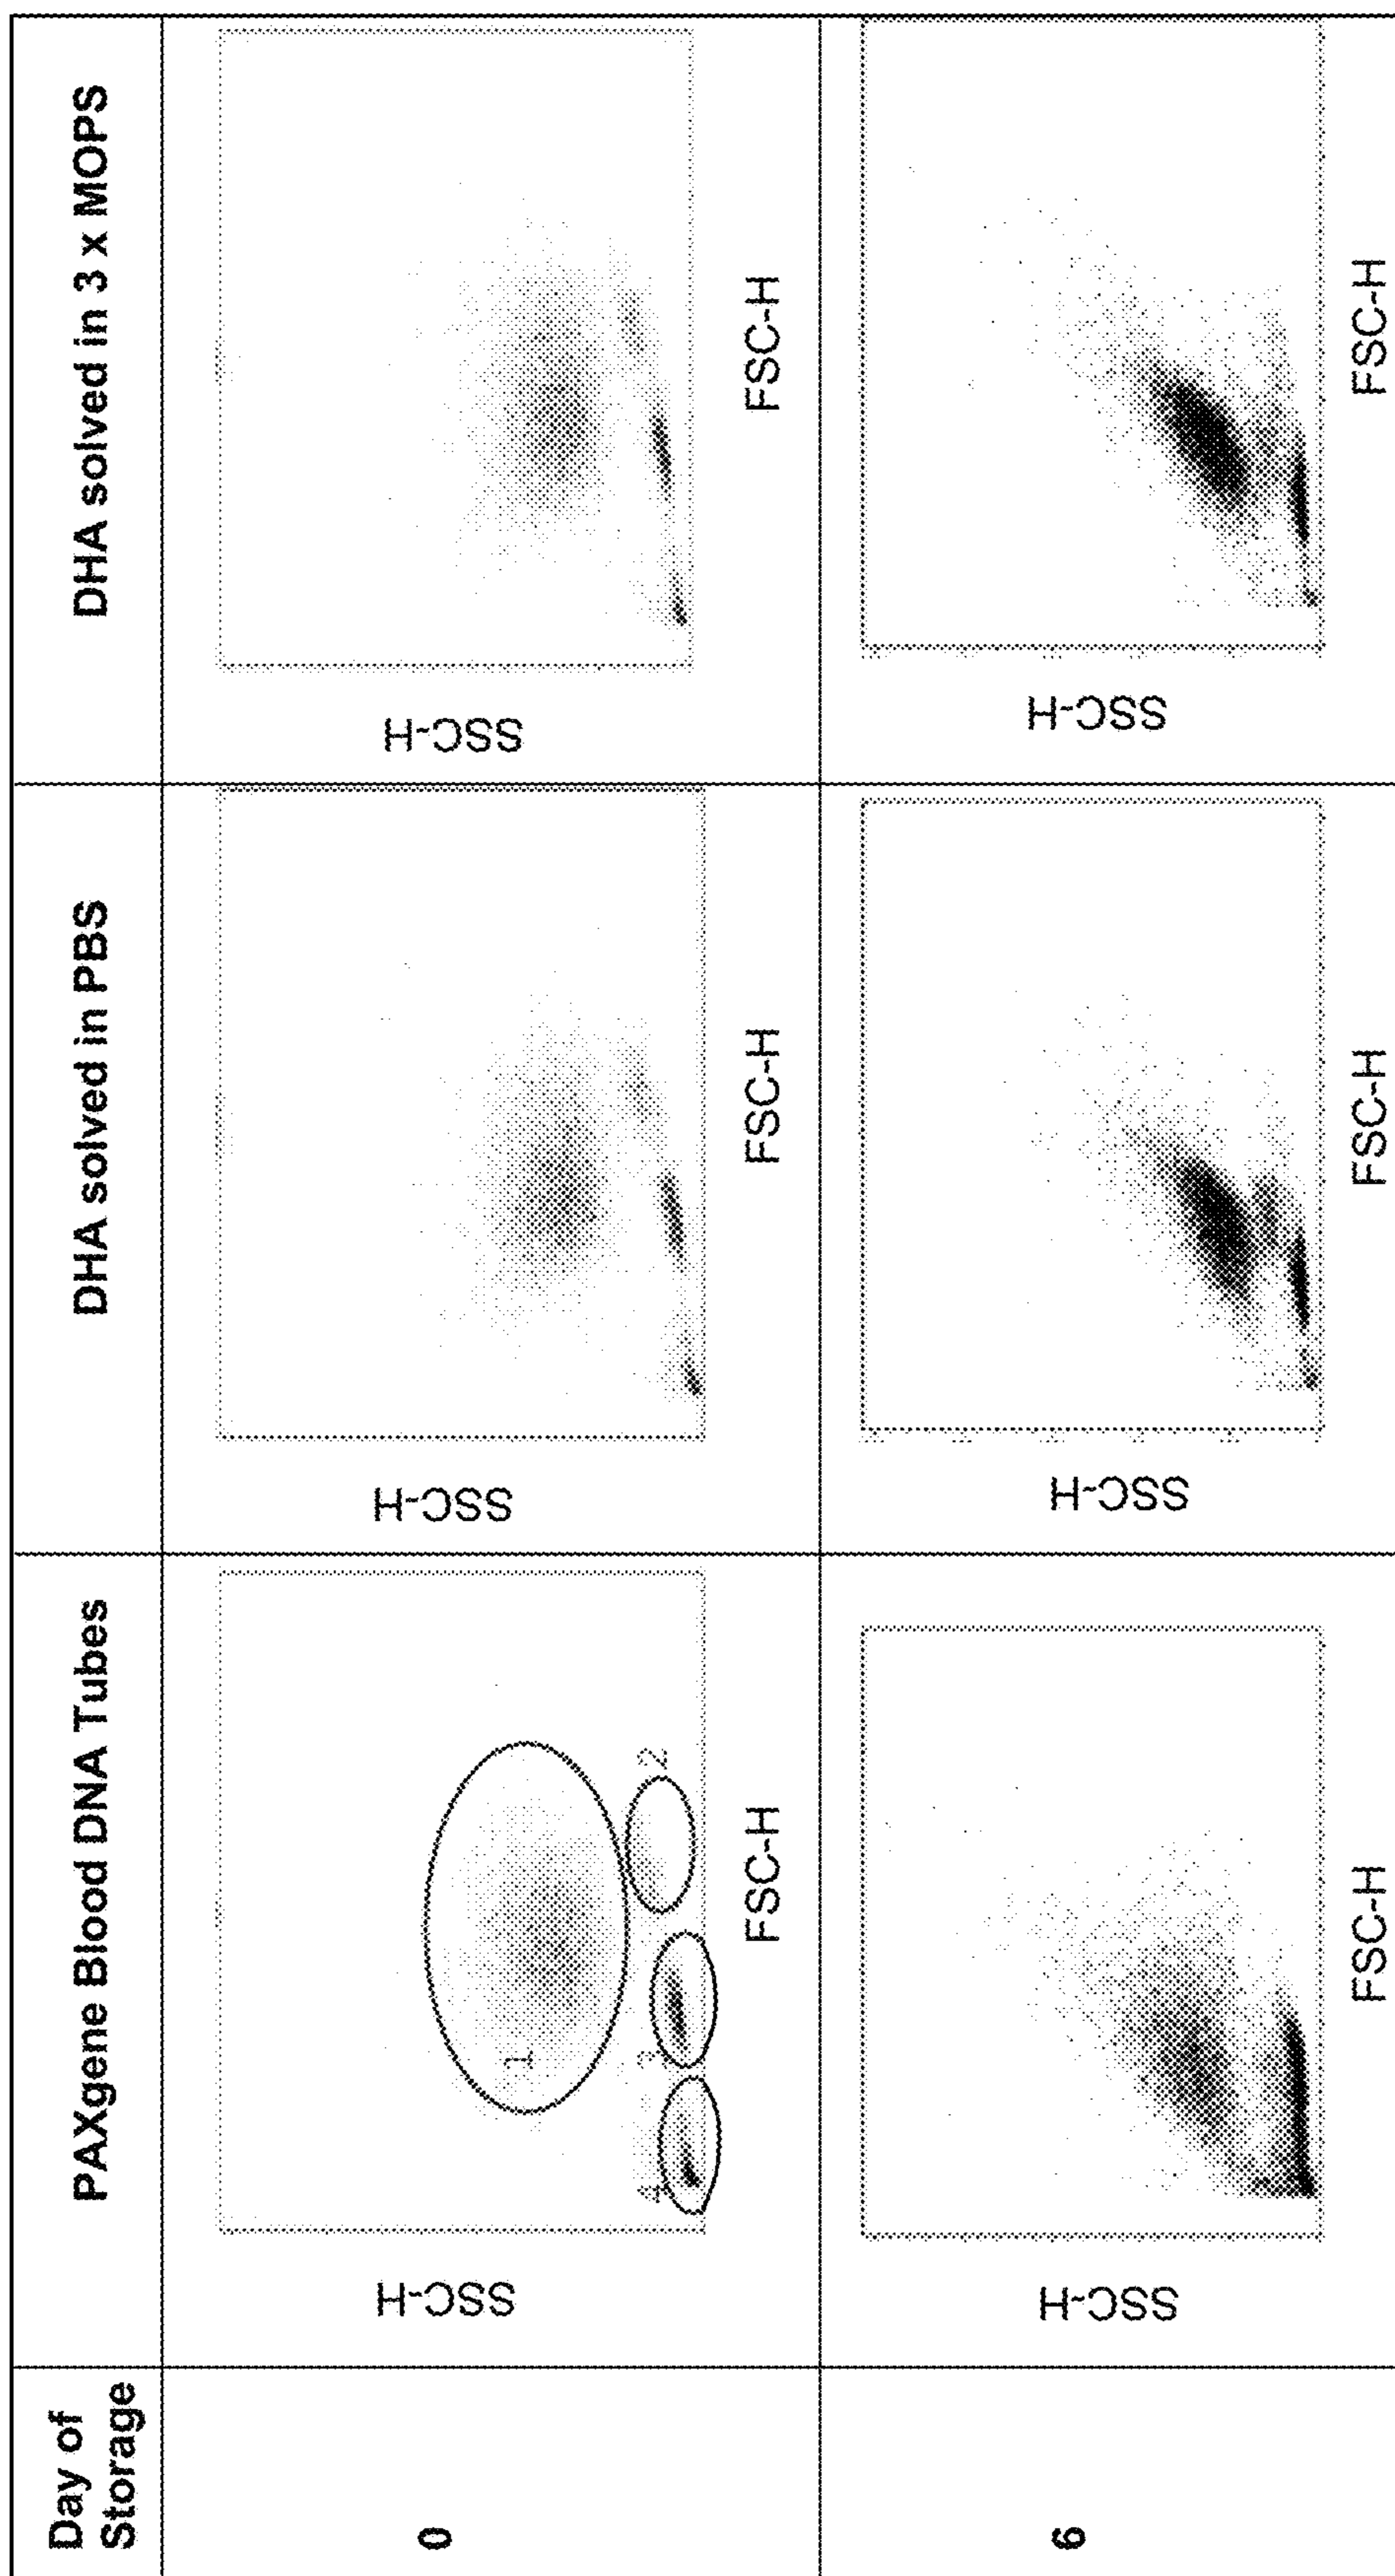 Day of
Storage
PAXgene Blood DNA Tubes
DHA solved in PBS
DHA solved in 3 x MOPS
0
SSC-H
1
2
3
4
FSC-H
SSC-H
FSC-H
SSC-H
FSC-H
6
SSC-H
FSC-H
SSC-H
FSC-H
SSC-H
FSC-H